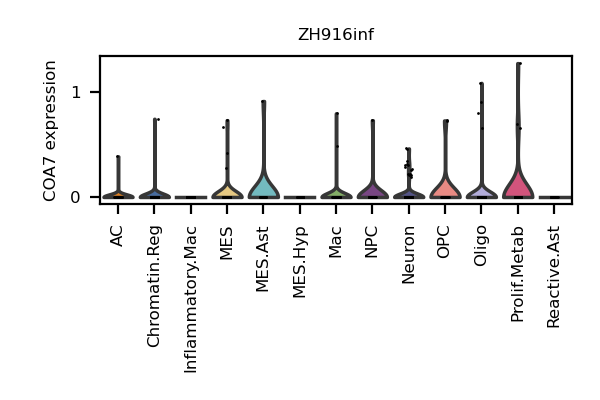 ZH916inf
COA7 expression
1
0
AC
Chromatin.Reg
Inflammatory.Mac
MES
MES.Ast
MES.Hyp
Mac
NPC
Neuron
OPC
Oligo
Prolif.Metab
Reactive.Ast